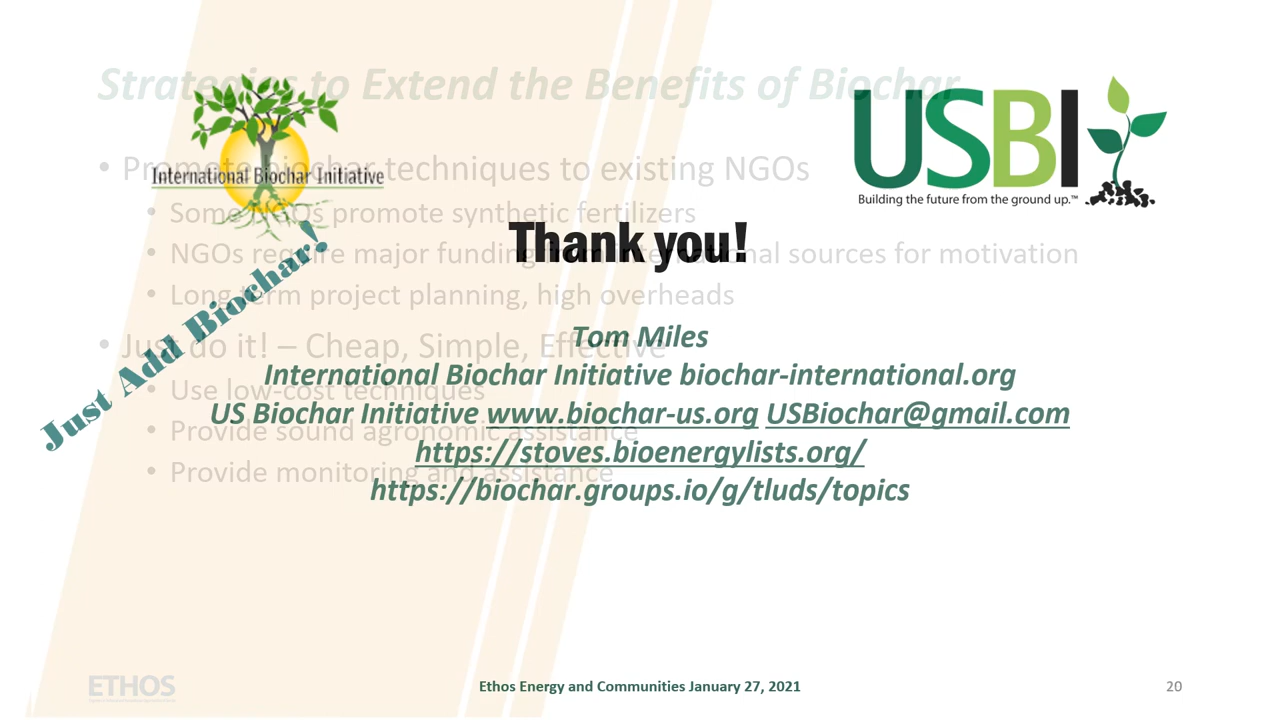 Strategies to Extend the Benefits of Biochar
International Biochar Initiative
USBI
Building the future from the ground up.™
• Promote biochar techniques to existing NGOs
• Some NGOs promote synthetic fertilizers
Thank you!
• NGOs require major funding from international sources for motivation
• Long term project planning, high overheads
Just Add Biochar!
Tom Miles
• Just do it! – Cheap, Simple, Effective
International Biochar Initiative biochar-international.org
• Use low-cost techniques
US Biochar Initiative www.biochar-us.org USBiochar@gmail.com
• Provide sound agronomic assistance
https://stoves.bioenergylists.org/
• Provide monitoring and assistance
https://biochar.groups.io/g/tluds/topics
ETHOS
Ethos Energy and Communities January 27, 2021
20